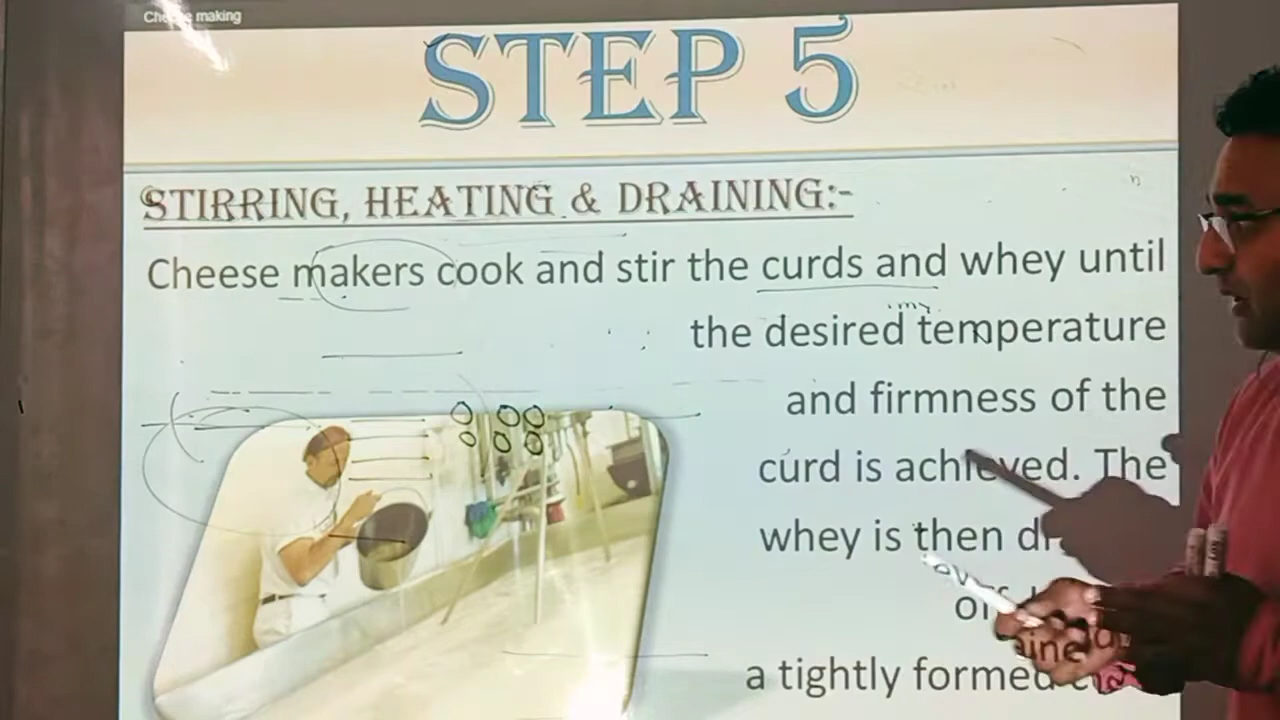 Cheese making
STEP 5
STIRRING, HEATING & DRAINING:-
Cheese makers cook and stir the curds and whey until
the desired temperature
and firmness of the
curd is achieved. The
whey is then
a tightly formed